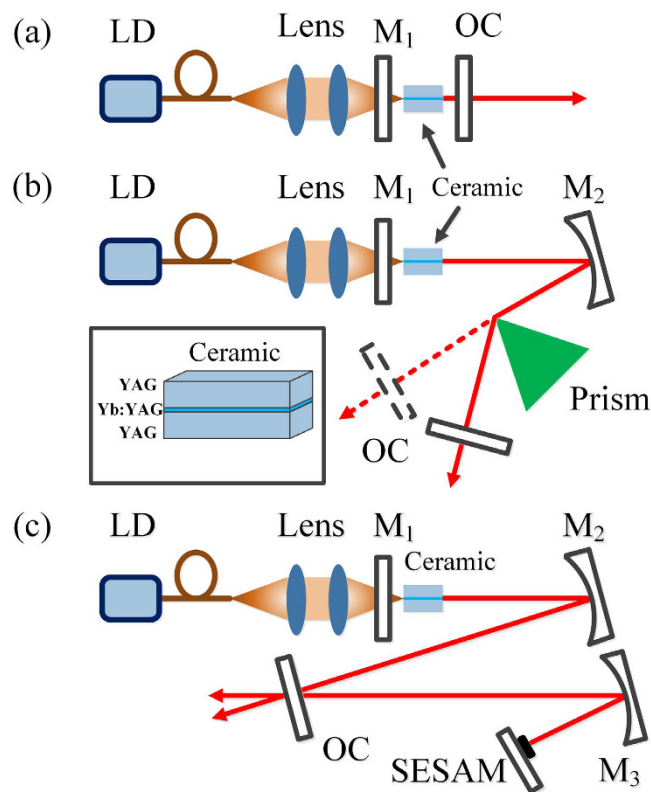 (a) LD Lens M₁ OC
(b) LD Lens M₁ Ceramic M₂
Ceramic
YAG
Yb:YAG
YAG
OC
Prism
(c) LD Lens M₁ Ceramic M₂
OC
SESAM
M₃